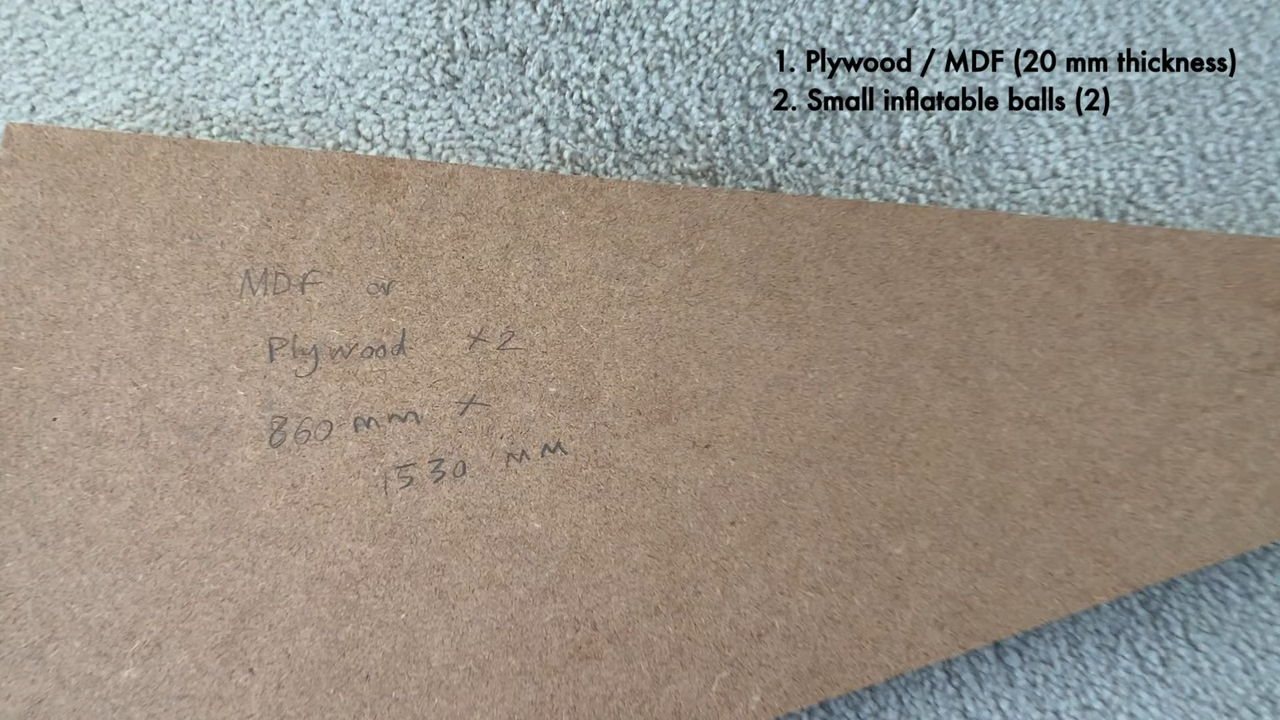 1. Plywood / MDF (20 mm thickness)
2. Small inflatable balls (2)
MDF or
Plywood x2
860 mm x
1530 mm